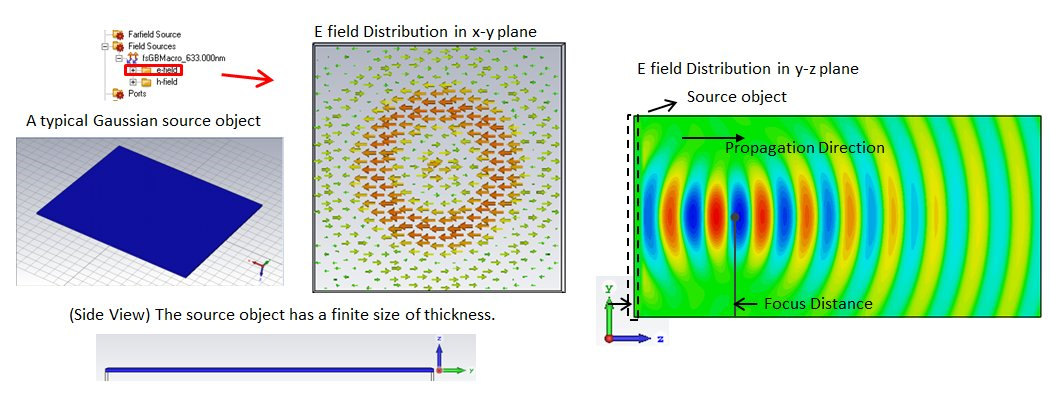 Farfield Source
Field Sources
fsGBMacro_633.000nm
e-field
h-field
Ports
A typical Gaussian source object
E field Distribution in x-y plane
E field Distribution in y-z plane
Source object
Propagation Direction
Focus Distance
y
z
(Side View) The source object has a finite size of thickness.
z
y